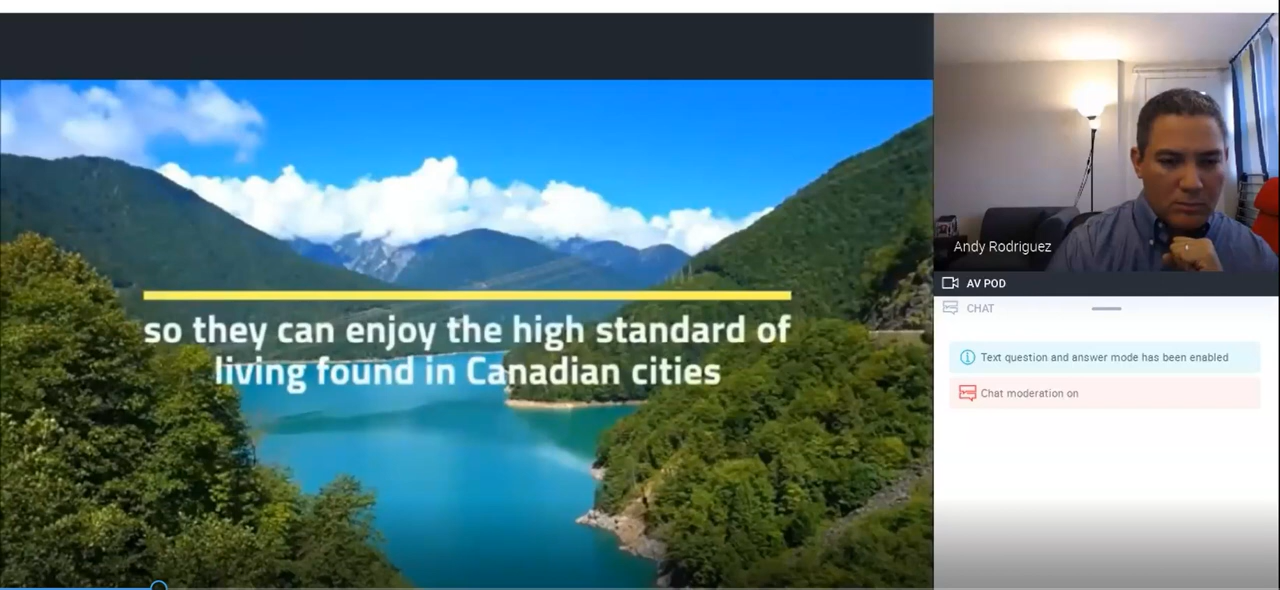 so they can enjoy the high standard of
living found in Canadian cities
Andy Rodriguez
AV POD
CHAT
Text question and answer mode has been enabled
Chat moderation on